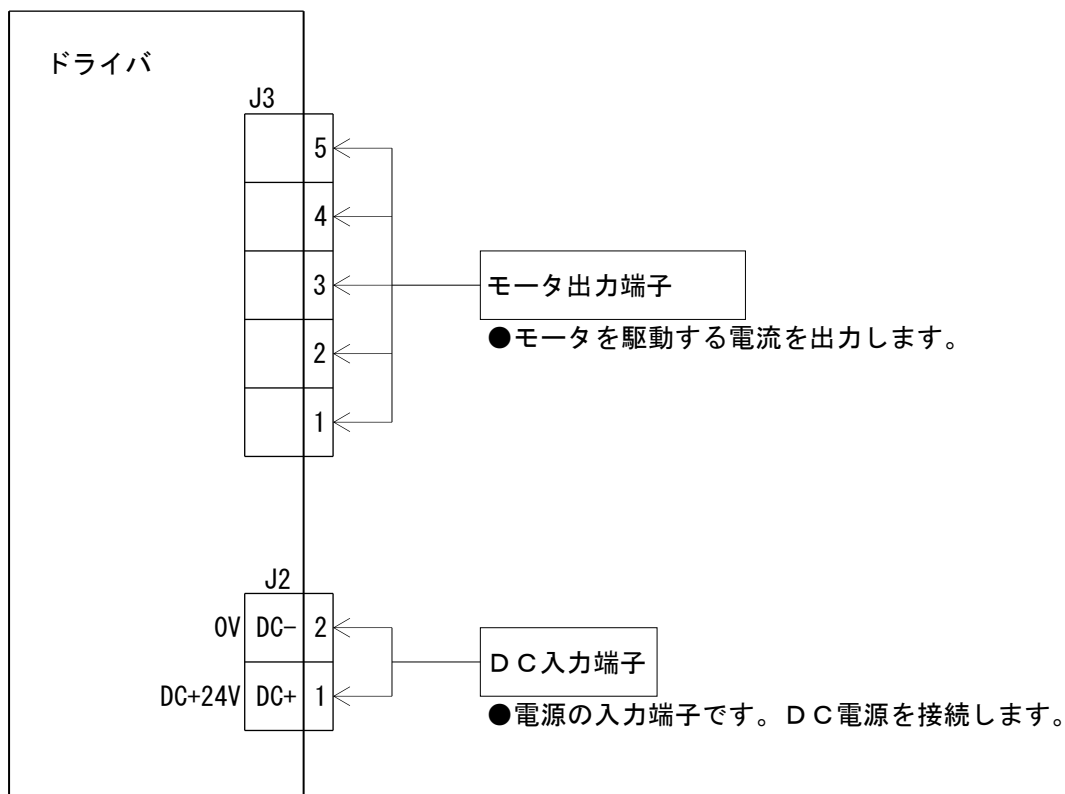 ドライバ
J3
5
4
3
2
1
モータ出力端子
●モータを駆動する電流を出力します。
J2
0V DC- 2
DC+24V DC+ 1
ＤＣ入力端子
●電源の入力端子です。ＤＣ電源を接続します。